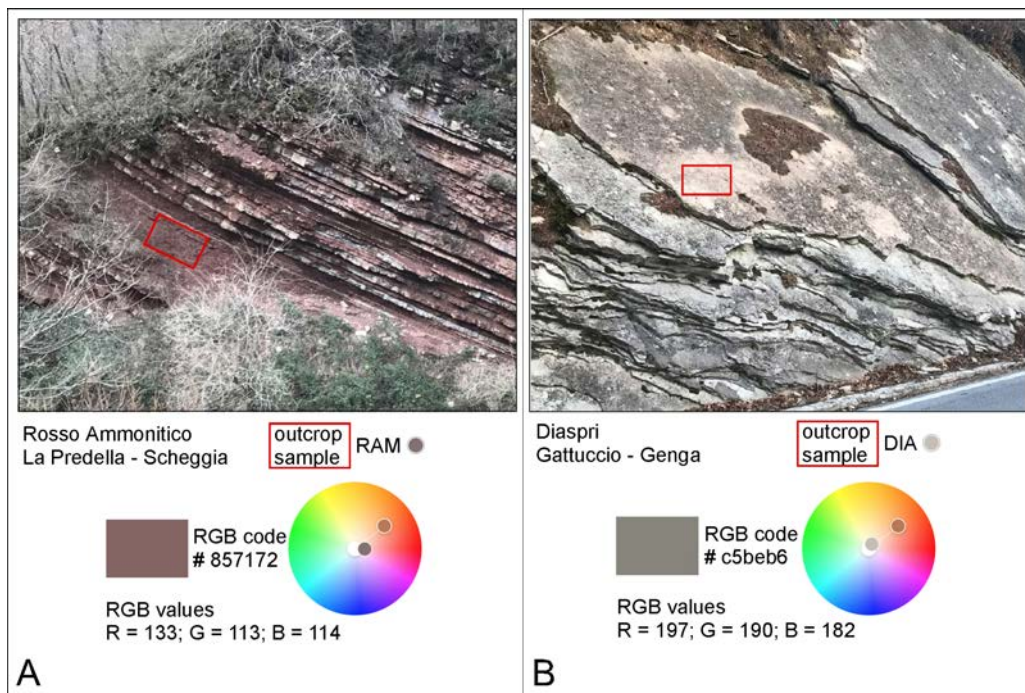 Rosso Ammonitico
La Predella - Scheggia
outcrop
sample
RAM
RGB code
# 857172
RGB values
R = 133; G = 113; B = 114
A
Diaspri
Gattuccio - Genga
outcrop
sample
DIA
RGB code
# c5beb6
RGB values
R = 197; G = 190; B = 182
B